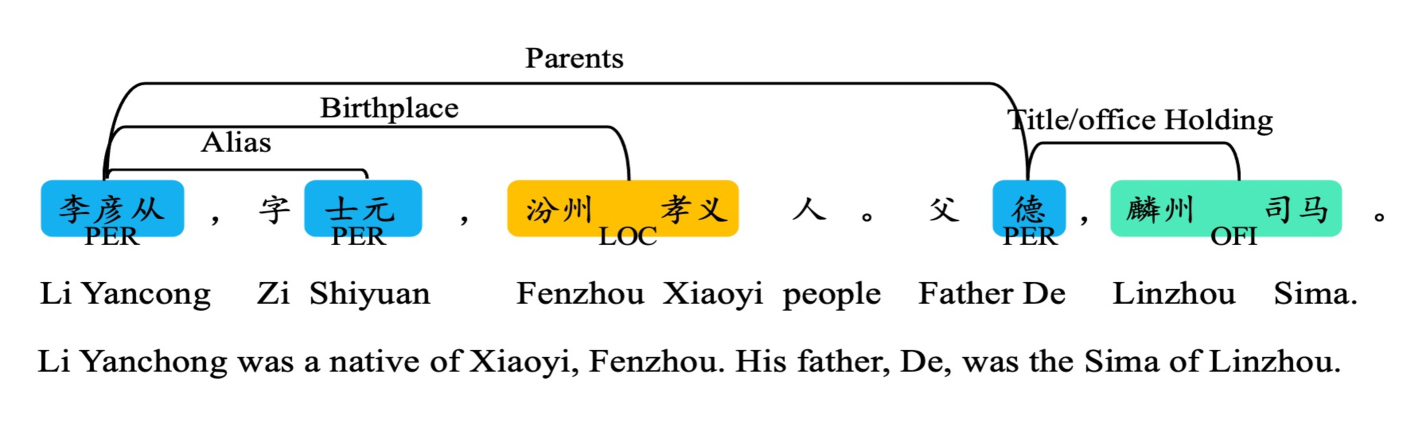 Parents
Birthplace
Title/office Holding
Alias
李彦从 ， 字 士元 ， 汾州 孝义 人 。 父 德 ， 麟州 司马 。
PER PER LOC PER OFI
Li Yancong Zi Shiyuan Fenzhou Xiaoyi people Father De Linzhou Sima.
Li Yanchong was a native of Xiaoyi, Fenzhou. His father, De, was the Sima of Linzhou.